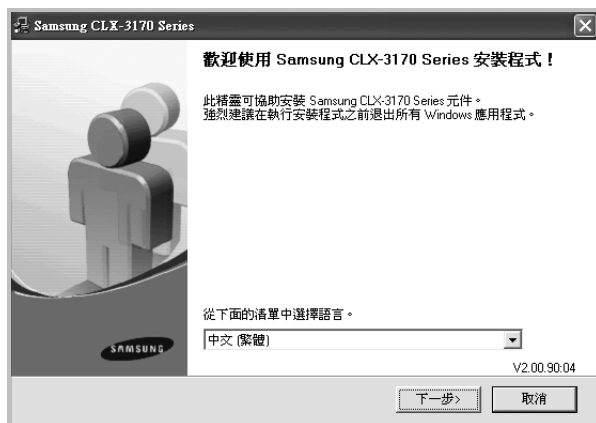 Samsung CLX-3170 Series
歡迎使用 Samsung CLX-3170 Series 安裝程式！
此精靈可協助安裝 Samsung CLX-3170 Series 元件。
強烈建議在執行安裝程式之前退出所有 Windows 應用程式。
從下面的清單中選擇語言。
中文 (繁體)
SAMSUNG
V2.00.90:04
下一步>
取消